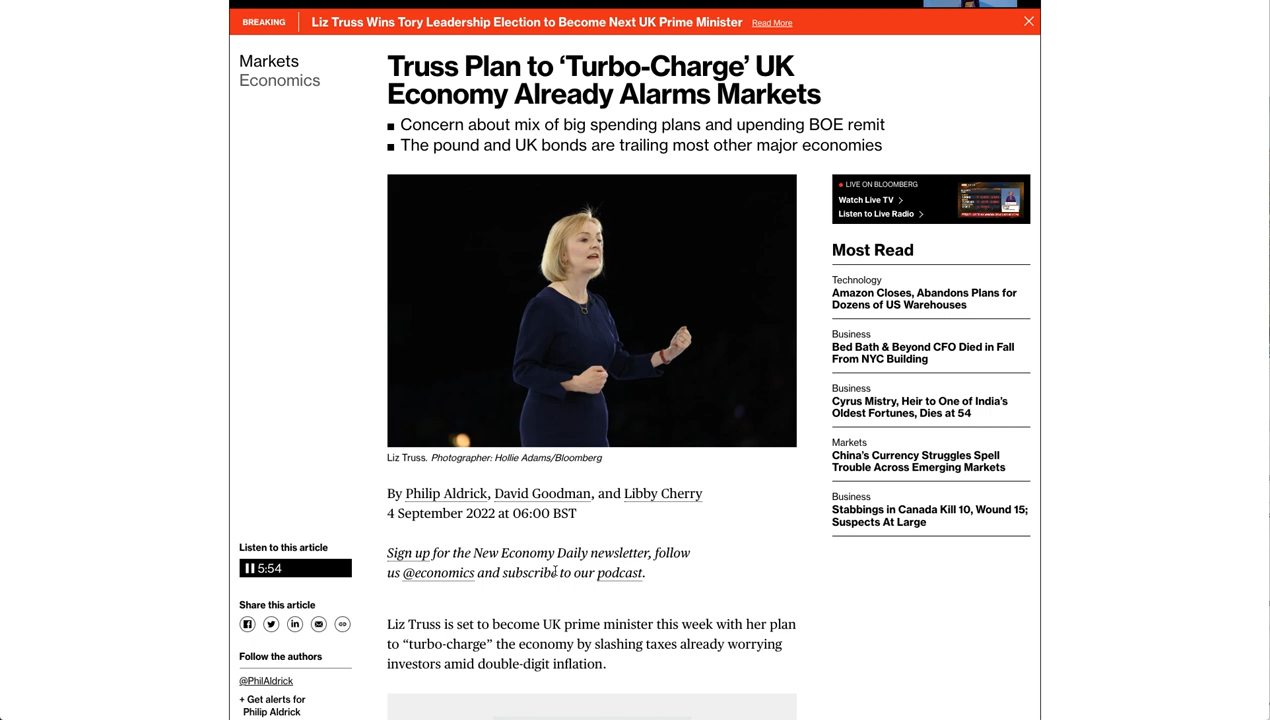 BREAKING
Liz Truss Wins Tory Leadership Election to Become Next UK Prime Minister Read More
Markets
Economics
Truss Plan to ‘Turbo-Charge’ UK
Economy Already Alarms Markets
Concern about mix of big spending plans and upending BOE remit
The pound and UK bonds are trailing most other major economies
Liz Truss. Photographer: Hollie Adams/Bloomberg
By Philip Aldrick, David Goodman, and Libby Cherry
4 September 2022 at 06:00 BST
Sign up for the New Economy Daily newsletter, follow
us @economics and subscribe to our podcast.
Liz Truss is set to become UK prime minister this week with her plan
to “turbo-charge” the economy by slashing taxes already worrying
investors amid double-digit inflation.
Listen to this article
5:54
Share this article
Follow the authors
@PhilAldrick
+ Get alerts for
Philip Aldrick
LIVE ON BLOOMBERG
Watch Live TV
Listen to Live Radio
Most Read
Technology
Amazon Closes, Abandons Plans for
Dozens of US Warehouses
Business
Bed Bath & Beyond CFO Died in Fall
From NYC Building
Business
Cyrus Mistry, Heir to One of India’s
Oldest Fortunes, Dies at 54
Markets
China’s Currency Struggles Spell
Trouble Across Emerging Markets
Business
Stabbings in Canada Kill 10, Wound 15;
Suspects At Large